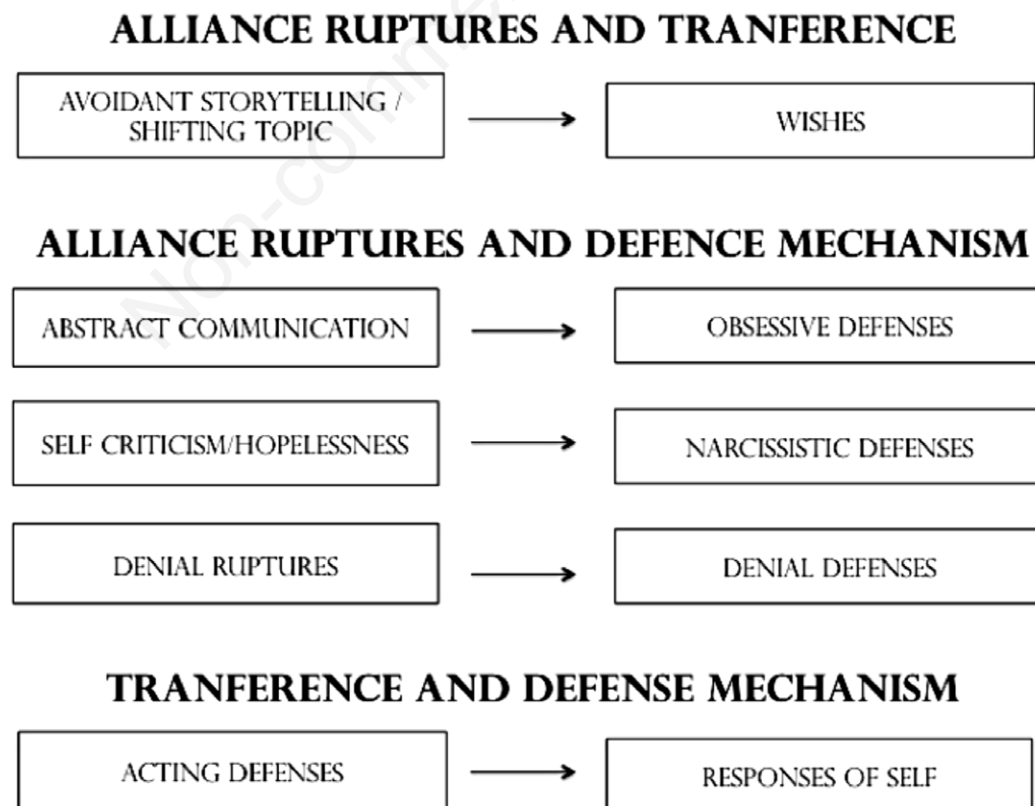 ALLIANCE RUPTURES AND TRANFERENCE
AVOIDANT STORYTELLING /
SHIFTING TOPIC
WISHES
ALLIANCE RUPTURES AND DEFENCE MECHANISM
ABSTRACT COMMUNICATION
OBSESSIVE DEFENSES
SELF CRITICISM/HOPELESSNESS
NARCISSISTIC DEFENSES
DENIAL RUPTURES
DENIAL DEFENSES
TRANFERENCE AND DEFENSE MECHANISM
ACTING DEFENSES
RESPONSES OF SELF